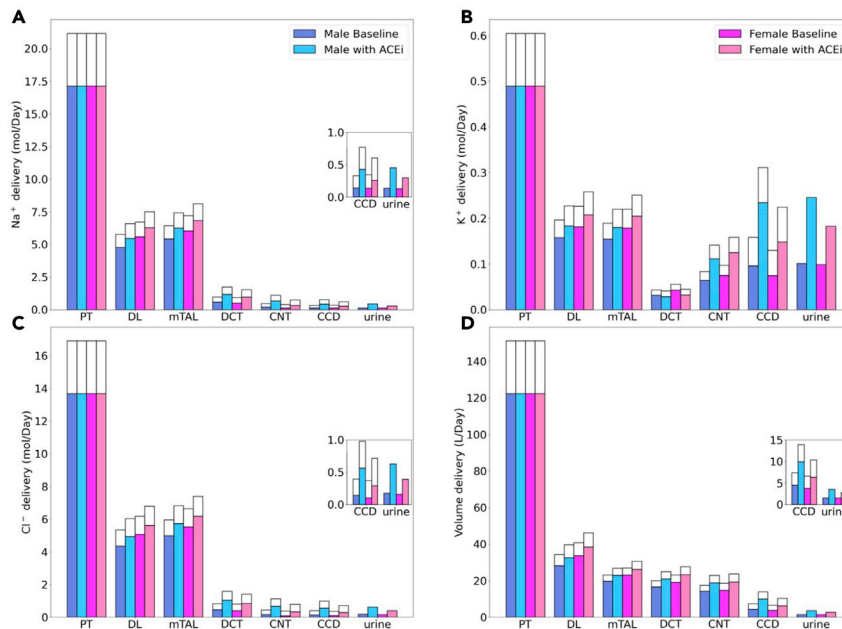 A
Na⁺ delivery (mol/Day)
20.0
17.5
15.0
12.5
10.0
7.5
5.0
2.5
0.0
Male Baseline
Male with ACEi
1.0
0.5
0.0
CCD urine
PT DL mTAL DCT CNT CCD urine
B
K⁺ delivery (mol/Day)
0.6
0.5
0.4
0.3
0.2
0.1
0.0
Female Baseline
Female with ACEi
PT DL mTAL DCT CNT CCD urine
C
Cl⁻ delivery (mol/Day)
16
14
12
10
8
6
4
2
0
1.0
0.5
0.0
CCD urine
PT DL mTAL DCT CNT CCD urine
D
Volume delivery (L/Day)
140
120
100
80
60
40
20
0
15
10
5
0
CCD urine
PT DL mTAL DCT CNT CCD urine